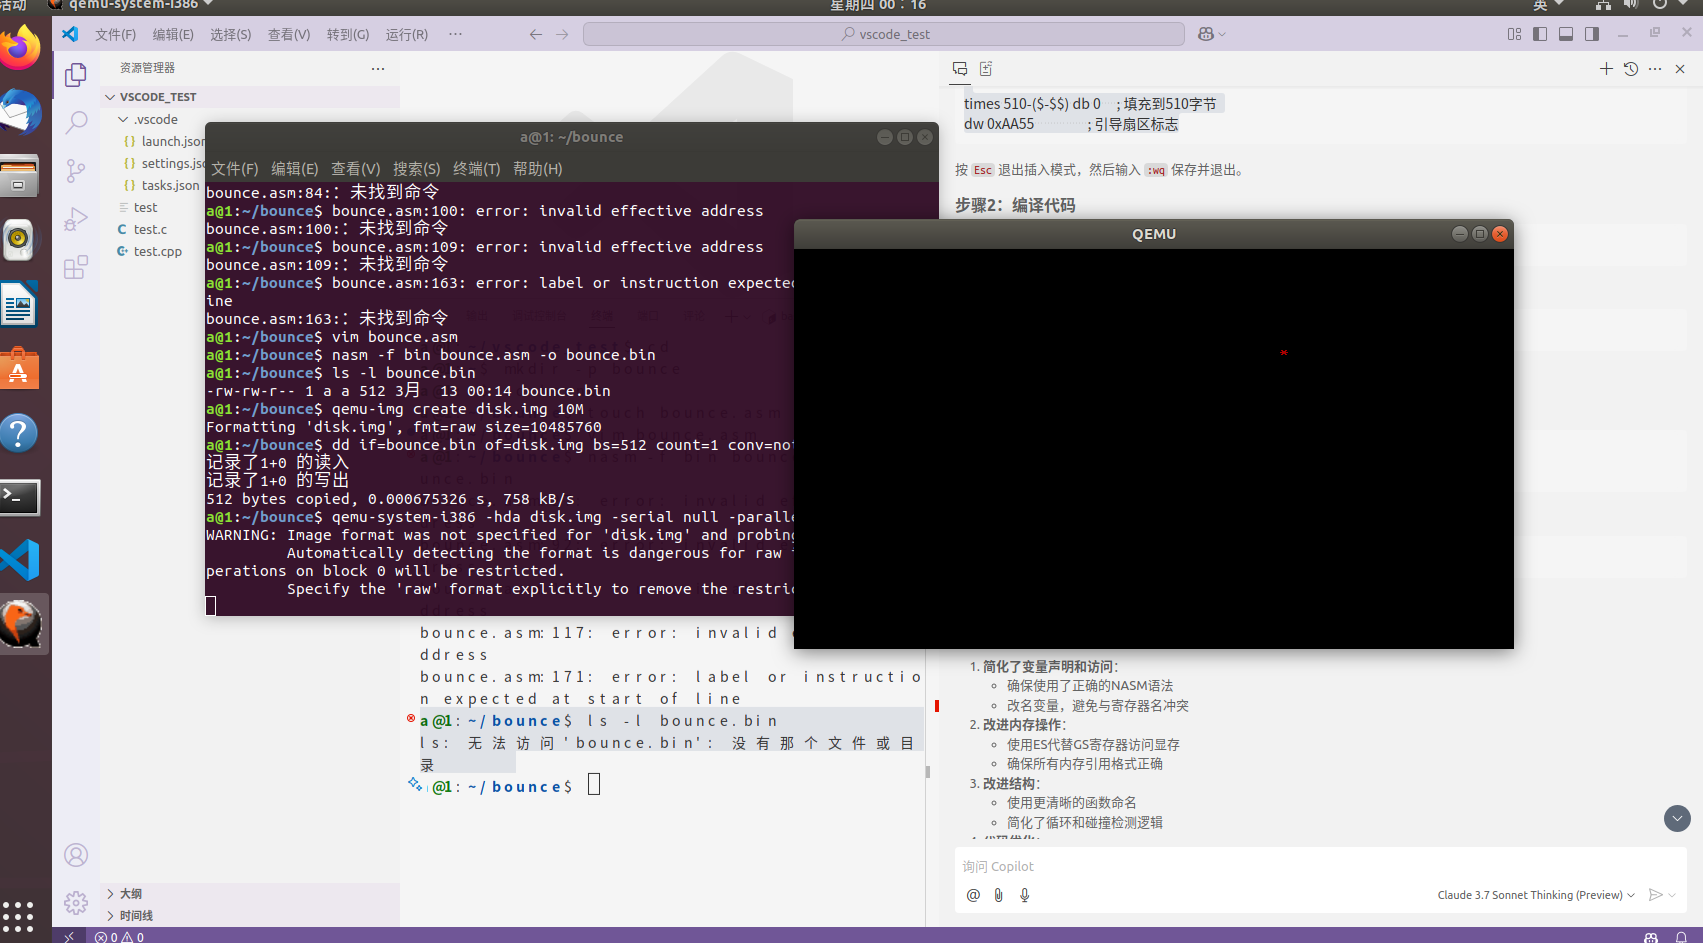 活动 qemu-system-i386 星期四 00：16 英
文件(F) 编辑(E) 选择(S) 查看(V) 转到(G) 运行(R) ··· vscode_test
资源管理器 ···
VSCODE_TEST
.vscode
{} launch.json
{} settings.jsc
{} tasks.json
test
C test.c
test.cpp
大纲
时间线
0 0
a@1: ~/bounce
文件(F) 编辑(E) 查看(V) 搜索(S) 终端(T) 帮助(H)
bounce.asm:84:：未找到命令
a@1:~/bounce$ bounce.asm:100: error: invalid effective address
bounce.asm:100:：未找到命令
a@1:~/bounce$ bounce.asm:109: error: invalid effective address
bounce.asm:109:：未找到命令
a@1:~/bounce$ bounce.asm:163: error: label or instruction expected
ine
bounce.asm:163:：未找到命令
a@1:~/bounce$ vim bounce.asm
a@1:~/bounce$ nasm -f bin bounce.asm -o bounce.bin
a@1:~/bounce$ ls -l bounce.bin
-rw-rw-r-- 1 a a 512 3月  13 00:14 bounce.bin
a@1:~/bounce$ qemu-img create disk.img 10M
Formatting 'disk.img', fmt=raw size=10485760
a@1:~/bounce$ dd if=bounce.bin of=disk.img bs=512 count=1 conv=not
记录了1+0 的读入
记录了1+0 的写出
512 bytes copied, 0.000675326 s, 758 kB/s
a@1:~/bounce$ qemu-system-i386 -hda disk.img -serial null -paralle
WARNING: Image format was not specified for 'disk.img' and probing
Automatically detecting the format is dangerous for raw
perations on block 0 will be restricted.
Specify the 'raw' format explicitly to remove the restric
ddress
bounce.asm:117: error: invalid
ddress
bounce.asm:171: error: label or instructio
n expected at start of line
a@1:~/bounce$ ls -l bounce.bin
ls: 无法访问'bounce.bin': 没有那个文件或目
录
a@1:~/bounce$
QEMU
*
times 510-($-$$) db 0 ; 填充到510字节
dw 0xAA55 ; 引导扇区标志
按 Esc 退出插入模式，然后输入 :wq 保存并退出。
步骤2：编译代码
1. 简化了变量声明和访问：
确保使用了正确的NASM语法
改名变量，避免与寄存器名冲突
2. 改进内存操作：
使用ES代替GS寄存器访问显存
确保所有内存引用格式正确
3. 改进结构：
使用更清晰的函数命名
简化了循环和碰撞检测逻辑
询问 Copilot
@ Claude 3.7 Sonnet Thinking (Preview)